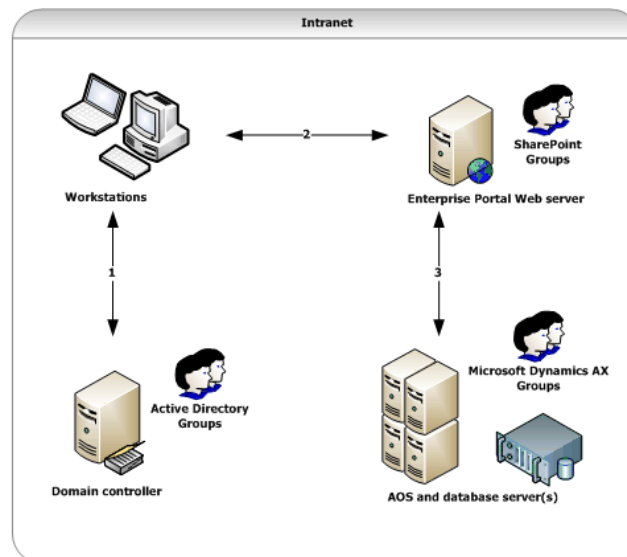 Intranet
2
SharePoint
Groups
Workstations
Enterprise Portal Web server
1
3
Microsoft Dynamics AX
Groups
Active Directory
Groups
Domain controller
AOS and database server(s)